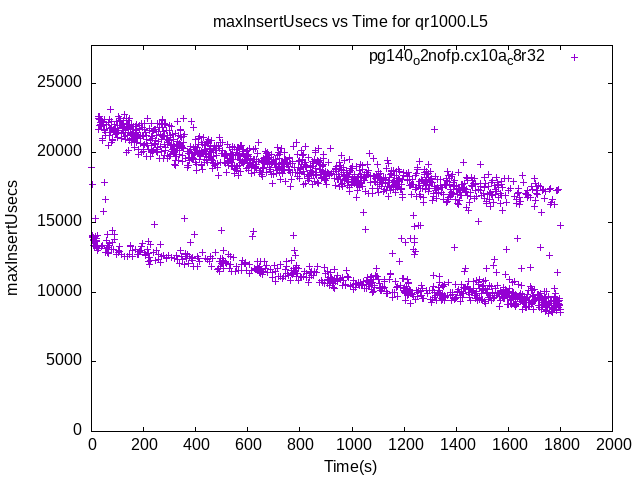 maxInsertUsecs vs Time for qr1000.L5
pg140o2nofp.cx10ac8r32
25000
20000
15000
10000
5000
0
maxInsertUsecs
0 200 400 600 800 1000 1200 1400 1600 1800 2000
Time(s)